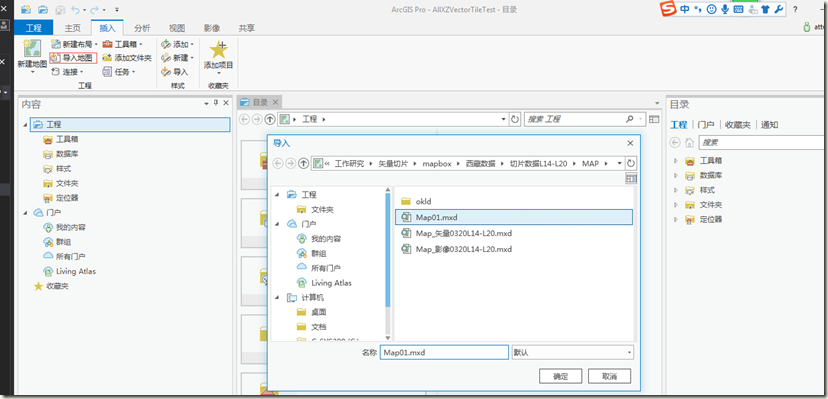 ArcGIS Pro - AllXZVectorTileTest - 目录
中
?
工程 主页 插入 分析 视图 影像 共享
新建地图
新建布局 工具箱
导入地图 添加文件夹
连接 任务
工程
添加
新建
导入
样式
添加项目
收藏夹
内容
工程
工具箱
数据库
样式
文件夹
定位器
门户
我的内容
群组
所有门户
Living Atlas
收藏夹
目录
工程
搜索 工程
导入
« 工作研究 矢量切片 mapbox 西藏数据 切片数据L14-L20 MAP
工程
文件夹
门户
我的内容
群组
所有门户
Living Atlas
计算机
桌面
文档
okld
Map01.mxd
Map_矢量0320L14-L20.mxd
Map_影像0320L14-L20.mxd
名称 Map01.mxd 默认
确定 取消
目录
工程 门户 收藏夹 通知
搜索
工具箱
数据库
样式
文件夹
定位器